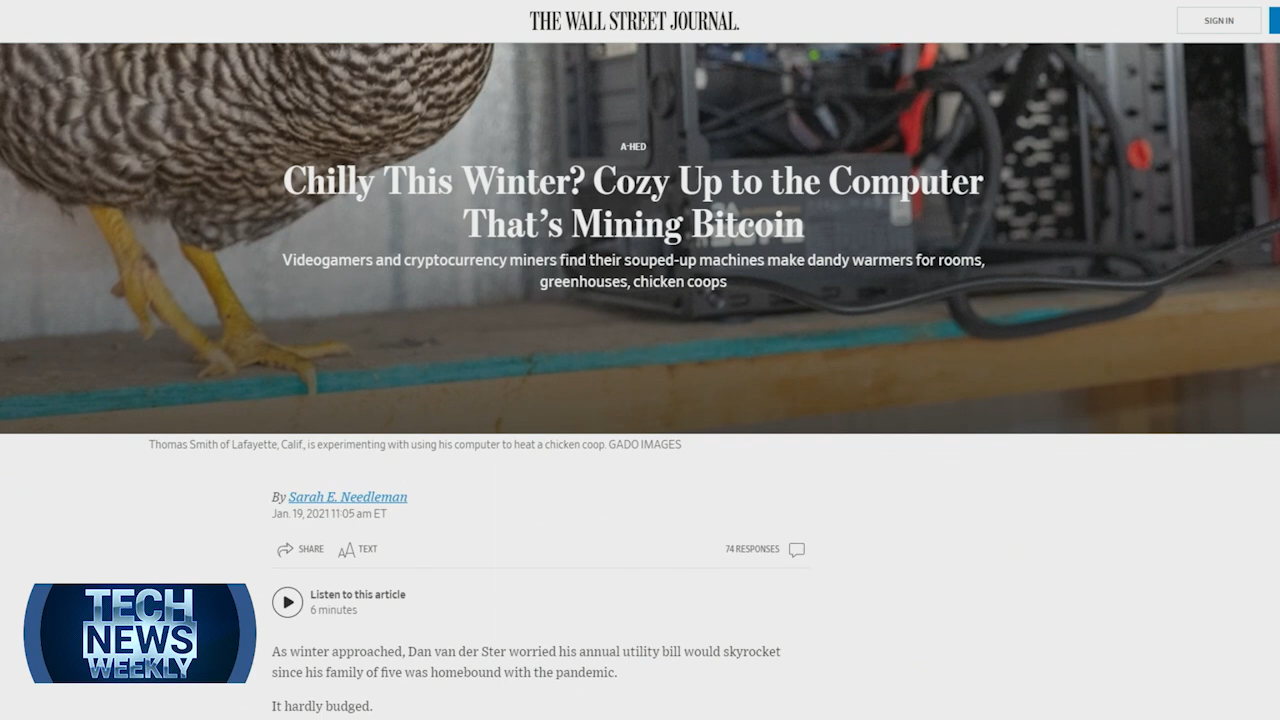 THE WALL STREET JOURNAL.
SIGN IN
A-HED
Chilly This Winter? Cozy Up to the Computer
That's Mining Bitcoin
Videogamers and cryptocurrency miners find their souped-up machines make dandy warmers for rooms,
greenhouses, chicken coops
Thomas Smith of Lafayette, Calif., is experimenting with using his computer to heat a chicken coop. GADO IMAGES
By Sarah E. Needleman
Jan. 19, 2021 11:05 am ET
SHARE
AA TEXT
74 RESPONSES
Listen to this article
6 minutes
As winter approached, Dan van der Ster worried his annual utility bill would skyrocket
since his family of five was homebound with the pandemic.
It hardly budged.
TECH
NEWS
WEEKLY